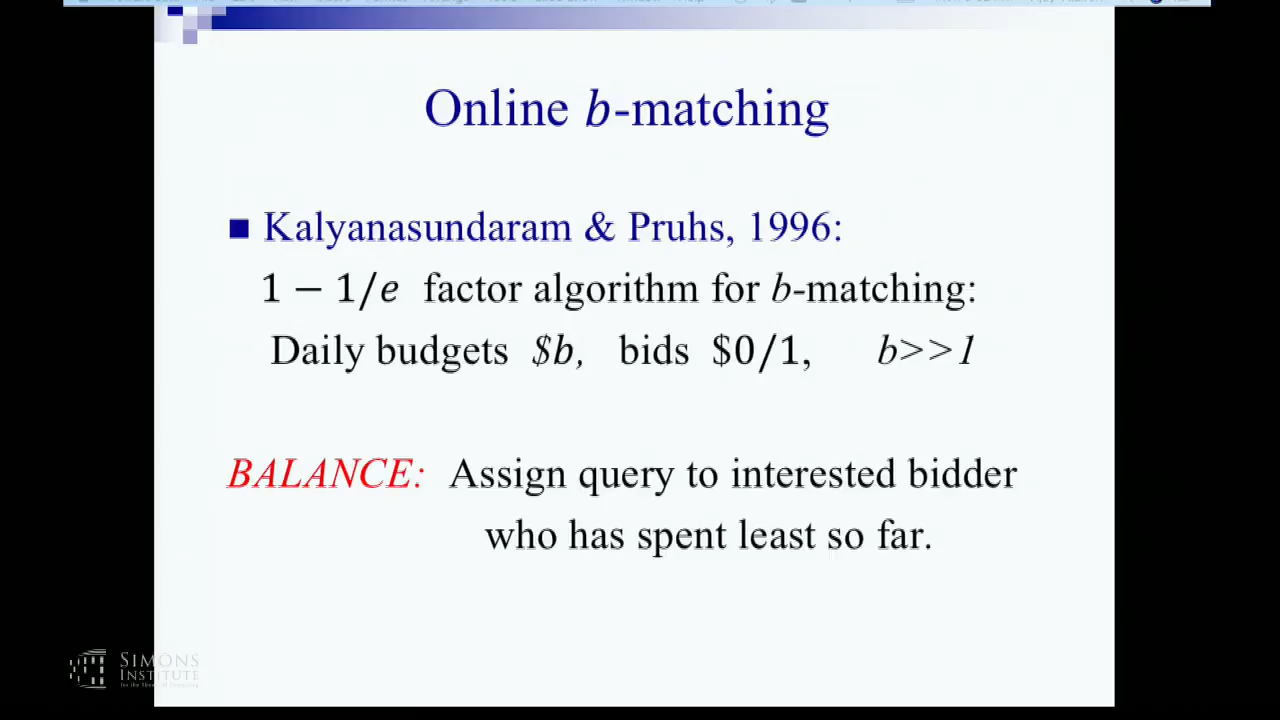 Online b-matching
Kalyanasundaram & Pruhs, 1996:
1 − 1/e factor algorithm for b-matching:
Daily budgets $b, bids $0/1, b>>1
BALANCE: Assign query to interested bidder
who has spent least so far.
SIMONS
INSTITUTE